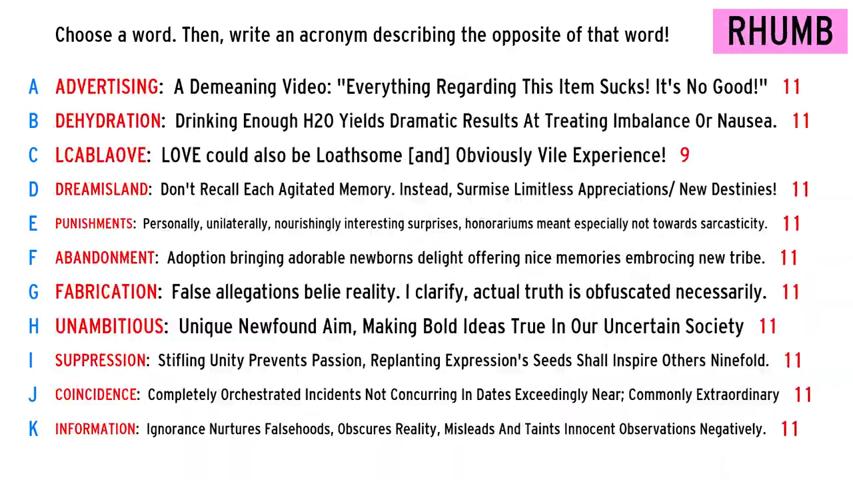 Choose a word. Then, write an acronym describing the opposite of that word!
RHUMB
A ADVERTISING: A Demeaning Video: "Everything Regarding This Item Sucks! It's No Good!" 11
B DEHYDRATION: Drinking Enough H2O Yields Dramatic Results At Treating Imbalance Or Nausea. 11
C LCABLAOVE: LOVE could also be Loathsome [and] Obviously Vile Experience! 9
D DREAMISLAND: Don't Recall Each Agitated Memory. Instead, Surmise Limitless Appreciations/ New Destinies! 11
E PUNISHMENTS: Personally, unilaterally, nourishingly interesting surprises, honorariums meant especially not towards sarcasticity. 11
F ABANDONMENT: Adoption bringing adorable newborns delight offering nice memories embrocing new tribe. 11
G FABRICATION: False allegations belie reality. I clarify, actual truth is obfuscated necessarily. 11
H UNAMBITIOUS: Unique Newfound Aim, Making Bold Ideas True In Our Uncertain Society 11
I SUPPRESSION: Stifling Unity Prevents Passion, Replanting Expression's Seeds Shall Inspire Others Ninefold. 11
J COINCIDENCE: Completely Orchestrated Incidents Not Concurring In Dates Exceedingly Near; Commonly Extraordinary 11
K INFORMATION: Ignorance Nurtures Falsehoods, Obscures Reality, Misleads And Taints Innocent Observations Negatively. 11